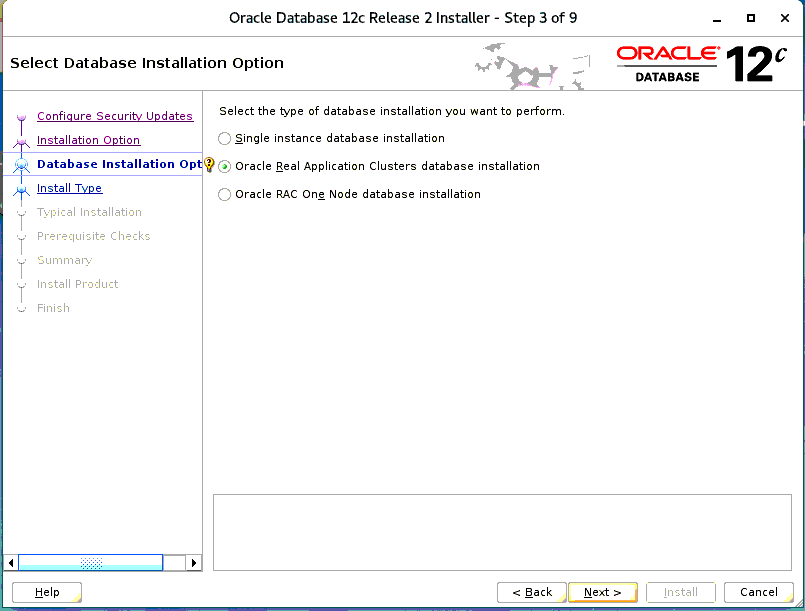 Oracle Database 12c Release 2 Installer - Step 3 of 9
Select Database Installation Option
ORACLE
DATABASE
12c
Configure Security Updates
Installation Option
Database Installation Opt
Install Type
Typical Installation
Prerequisite Checks
Summary
Install Product
Finish
Select the type of database installation you want to perform.
Single instance database installation
Oracle Real Application Clusters database installation
Oracle RAC One Node database installation
Help
< Back
Next >
Install
Cancel